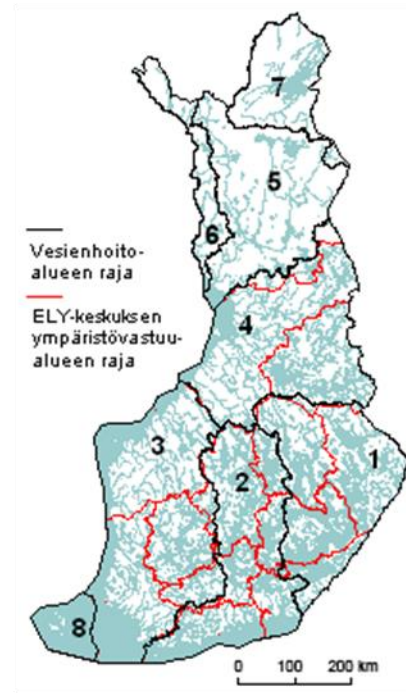 7
5
6
Vesienhoito-
alueen raja
ELY-keskuksen
ympäristövastuu-
alueen raja
4
3
2
1
8
0 100 200 km